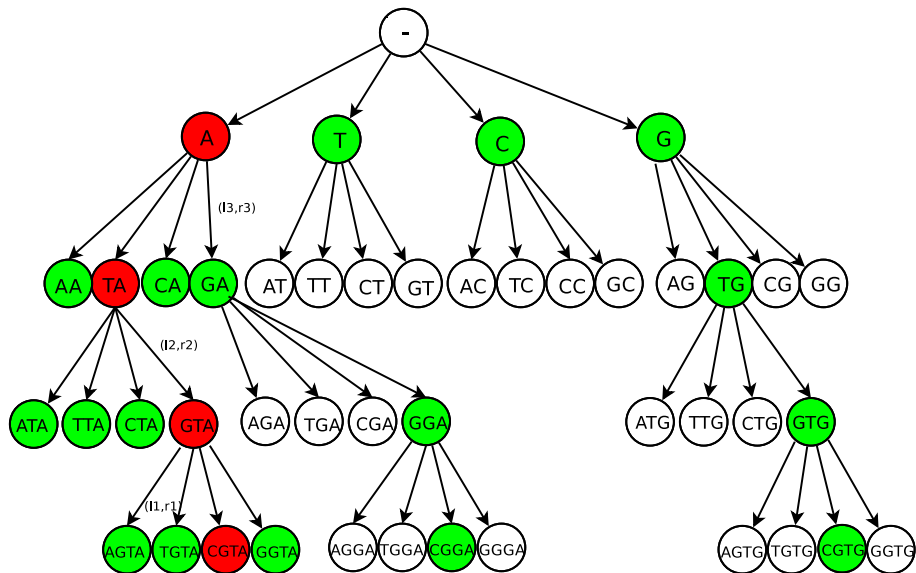 -
A T C G
(l3,r3)
AA TA CA GA AT TT CT GT AC TC CC GC AG TG CG GG
(l2,r2)
ATA TTA CTA GTA AGA TGA CGA GGA ATG TTG CTG GTG
(l1,r1)
AGTA TGTA CGTA GGTA AGGA TGGA CGGA GGGA AGTG TGTG CGTG GGTG